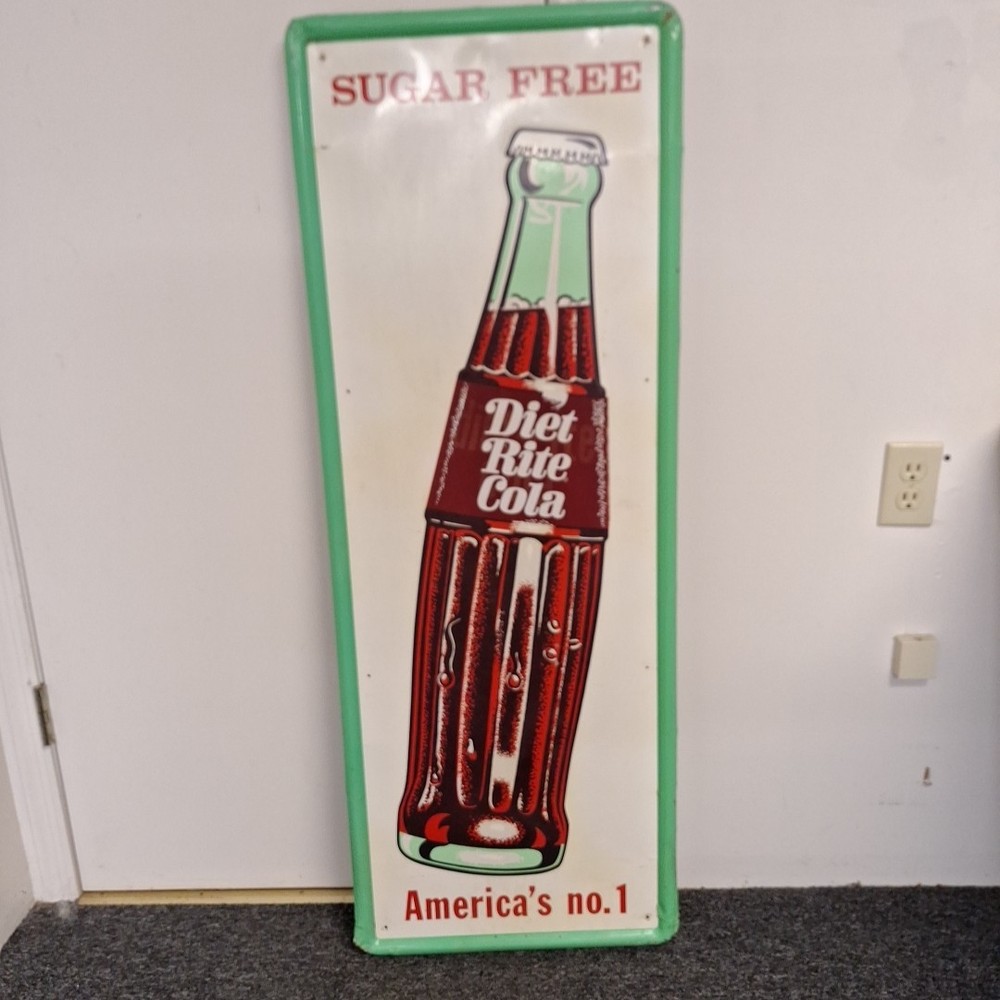 SUGAR FREE
Diet
Rite
Cola
America's no.1